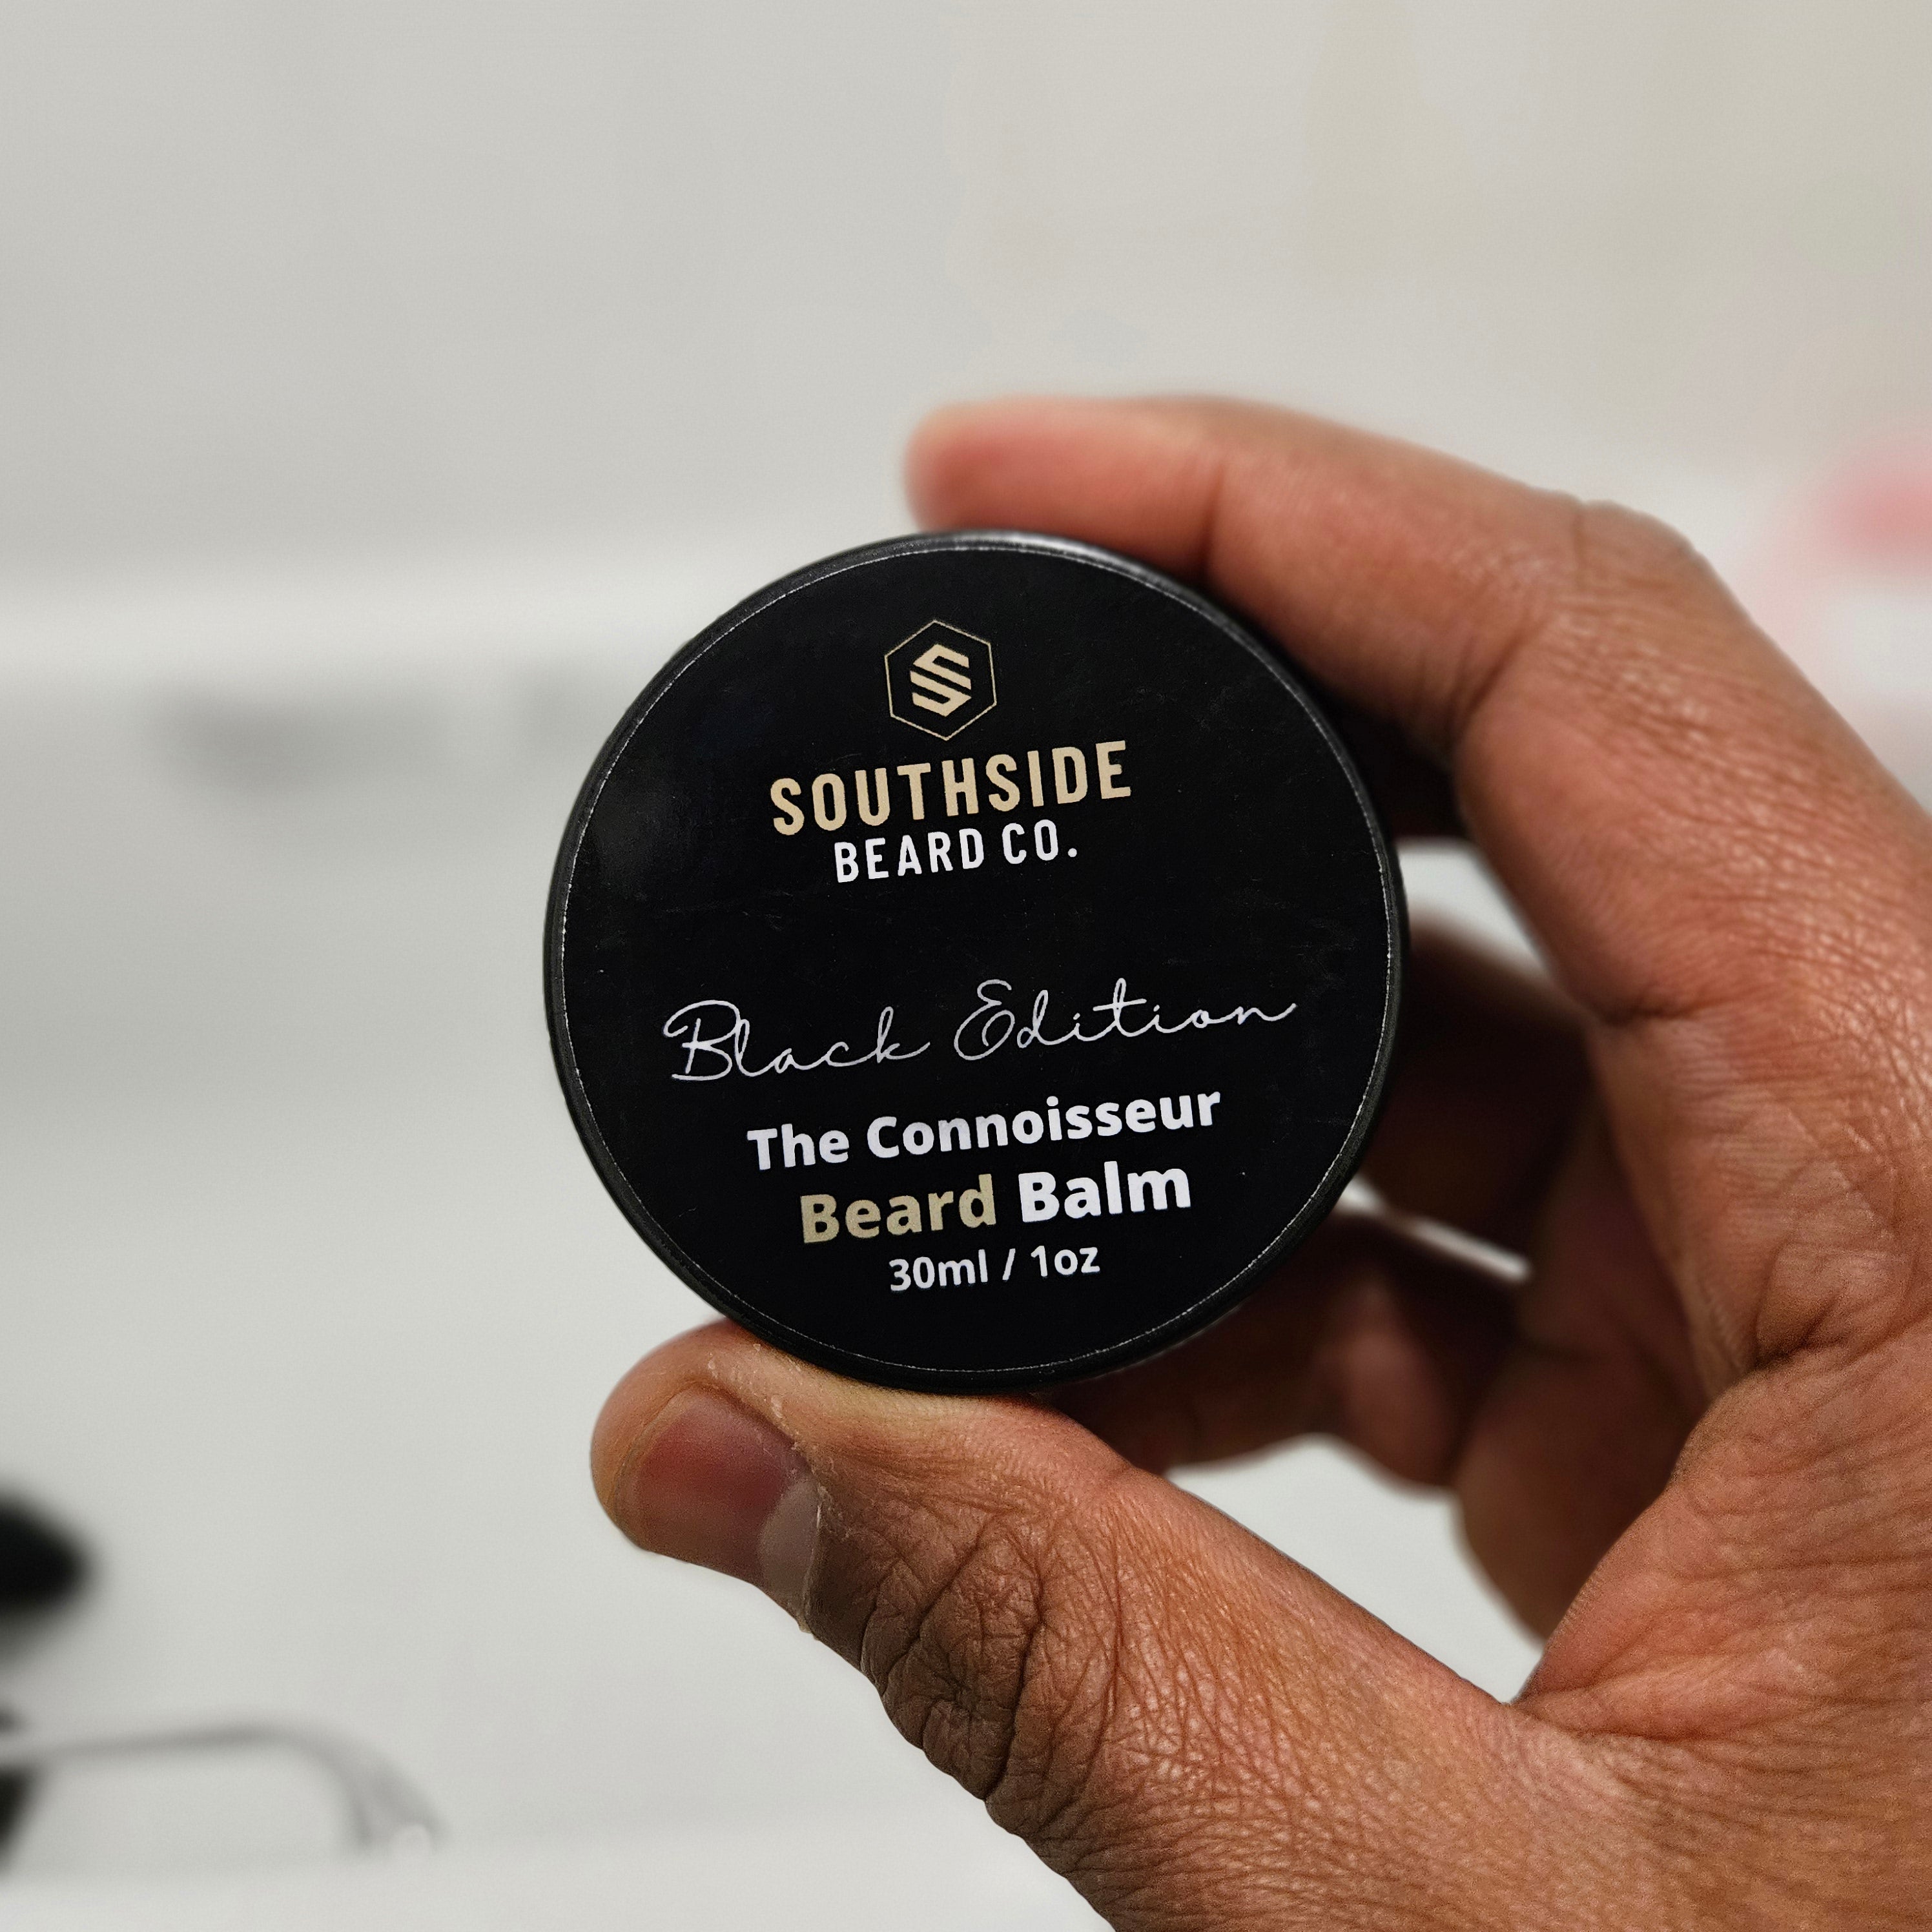 SOUTHSIDE
BEARD CO.
Black Edition
The Connoisseur
Beard Balm
30ml / 1oz